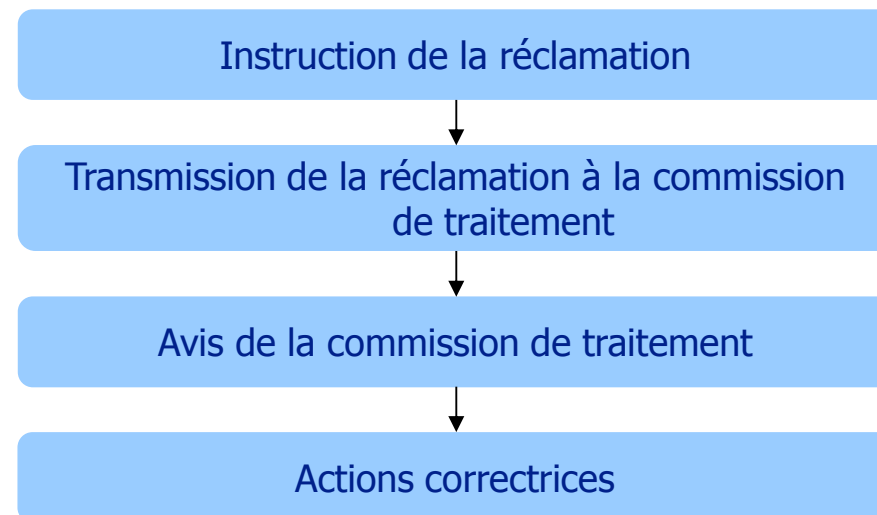 Instruction de la réclamation
Transmission de la réclamation à la commission
de traitement
Avis de la commission de traitement
Actions correctrices